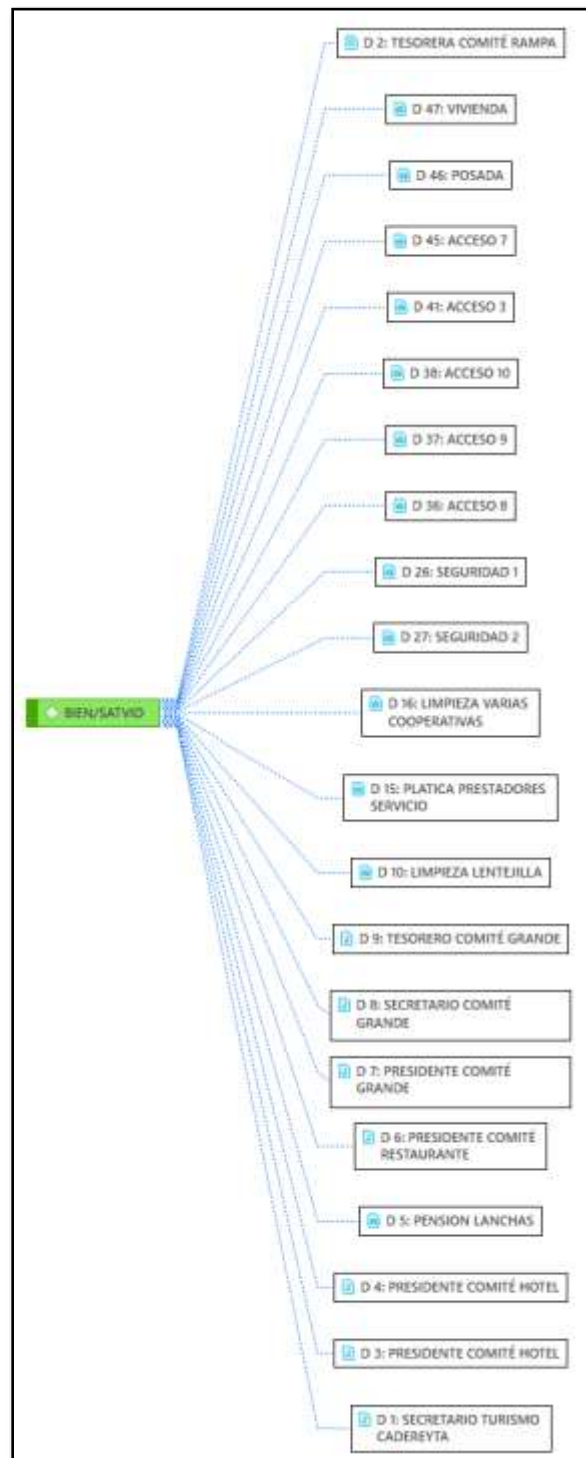 D 2: TESORERA COMITÉ RAMPA
D 47: VIVIENDA
D 46: POSADA
D 45: ACCESO 7
D 41: ACCESO 3
D 38: ACCESO 10
D 37: ACCESO 9
D 36: ACCESO 8
D 26: SEGURIDAD 1
D 27: SEGURIDAD 2
BIEN/SATVID
D 16: LIMPIEZA VARIAS
COOPERATIVAS
D 15: PLATICA PRESTADORES
SERVICIO
D 10: LIMPIEZA LENTEJILLA
D 9: TESORERO COMITÉ GRANDE
D 8: SECRETARIO COMITÉ
GRANDE
D 7: PRESIDENTE COMITÉ
GRANDE
D 6: PRESIDENTE COMITÉ
RESTAURANTE
D 5: PENSION LANCHAS
D 4: PRESIDENTE COMITÉ HOTEL
D 3: PRESIDENTE COMITÉ HOTEL
D 1: SECRETARIO TURISMO
CADEREYTA